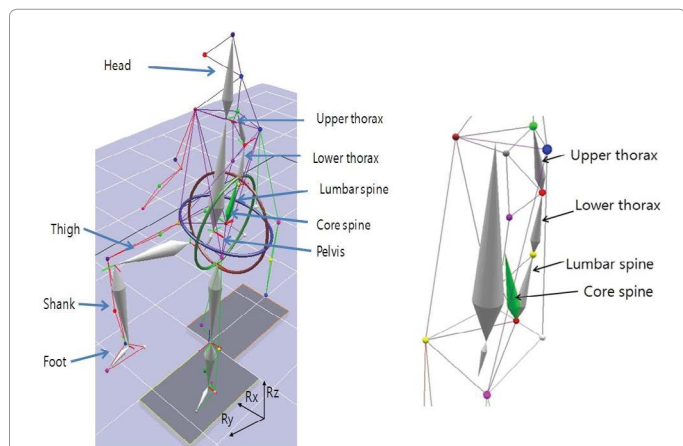 Head
Upper thorax
Lower thorax
Lumbar spine
Core spine
Pelvis
Thigh
Shank
Foot
Rx
Rz
Ry
Upper thorax
Lower thorax
Lumbar spine
Core spine